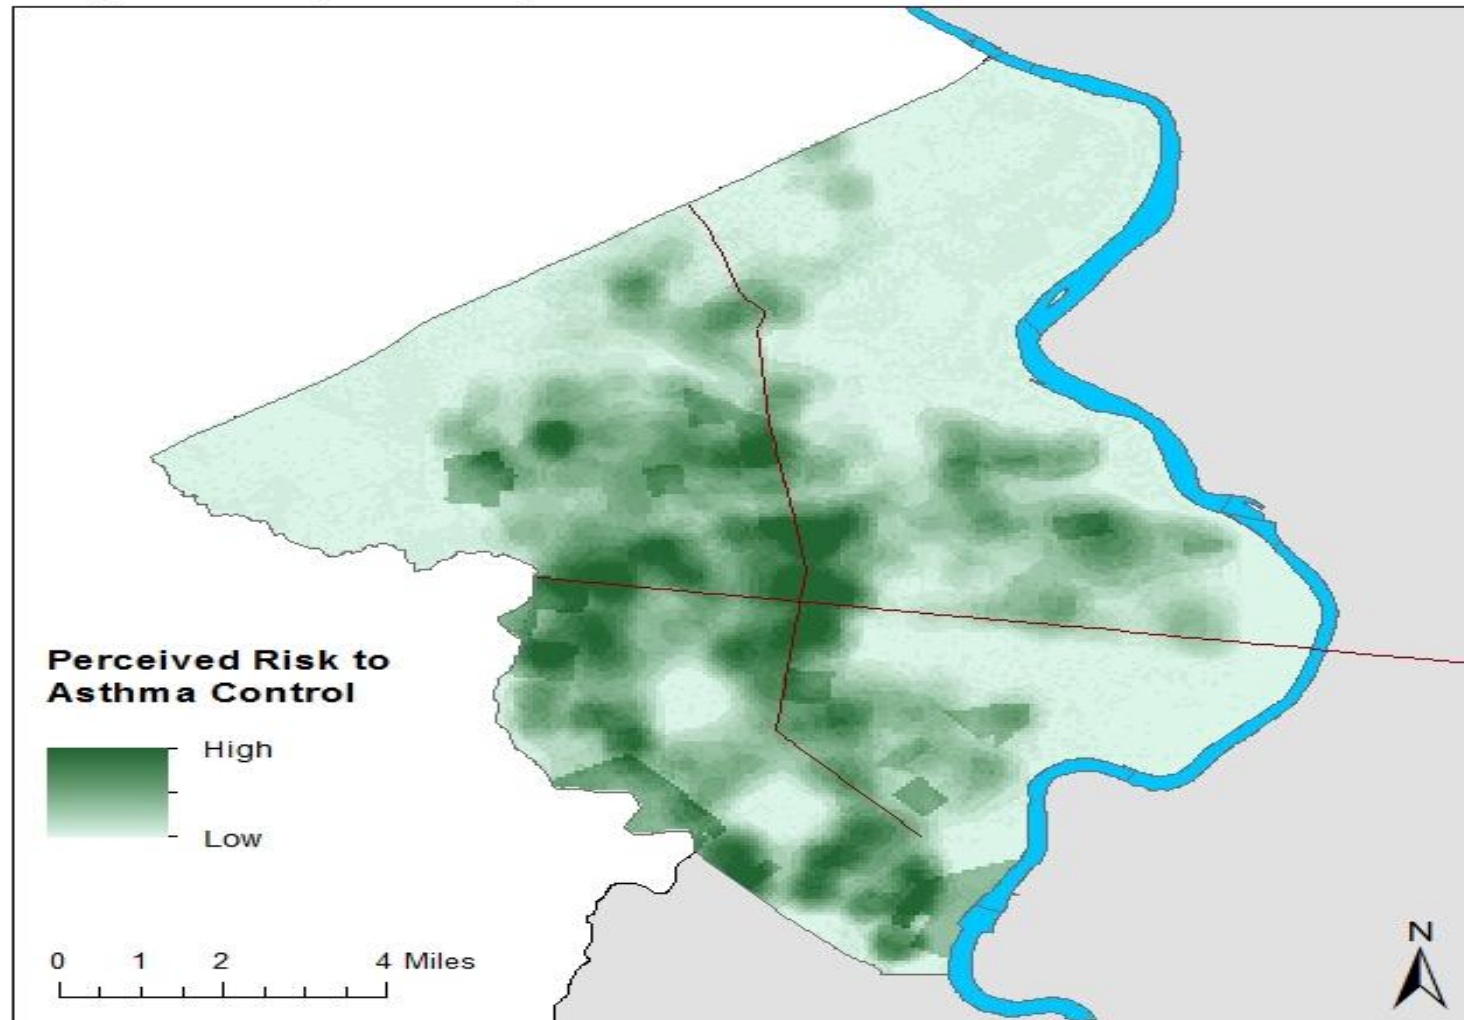 Perceived Risk to
Asthma Control
High
Low
0 1 2 4 Miles
N